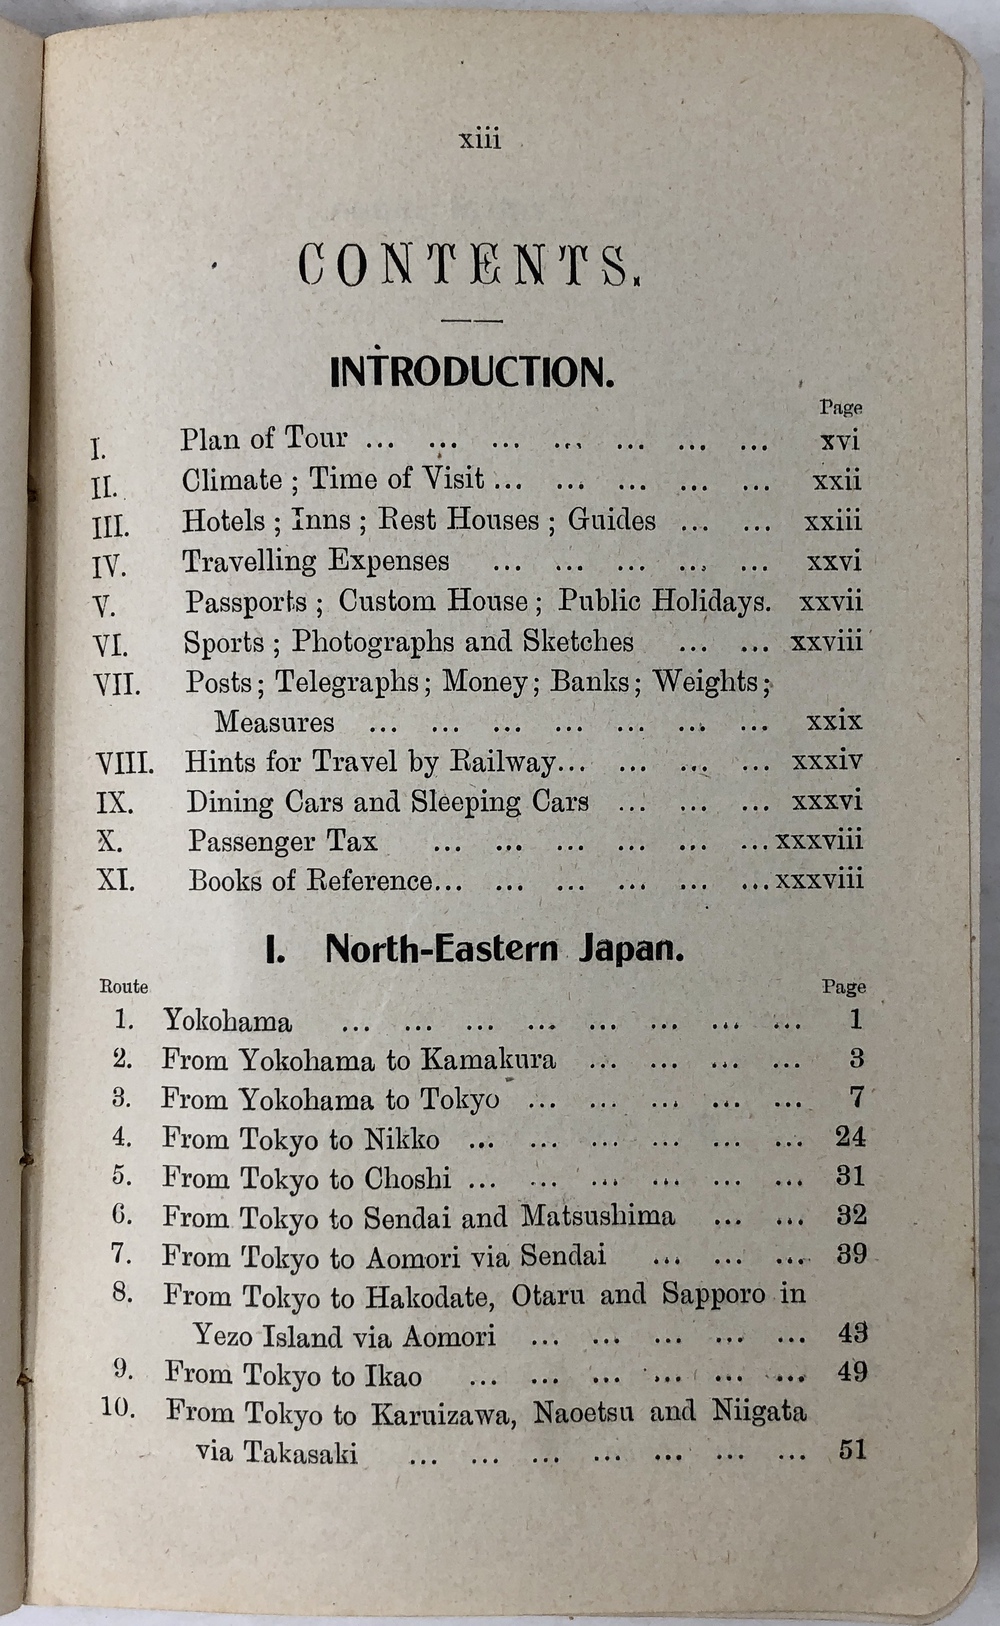 xiii
CONTENTS.
INTRODUCTION.
Page
I. Plan of Tour ... ... ... ... ... ... ... xvi
II. Climate ; Time of Visit ... ... ... ... ... xxii
III. Hotels ; Inns ; Rest Houses ; Guides ... ... xxiii
IV. Travelling Expenses ... ... ... ... ... xxvi
V. Passports ; Custom House ; Public Holidays. xxvii
VI. Sports ; Photographs and Sketches ... ... xxviii
VII. Posts ; Telegraphs ; Money ; Banks ; Weights ;
Measures ... ... ... ... ... ... ... xxix
VIII. Hints for Travel by Railway... ... ... ... xxxiv
IX. Dining Cars and Sleeping Cars ... ... ... xxxvi
X. Passenger Tax ... ... ... ... ... ... xxxviii
XI. Books of Reference... ... ... ... ... ... xxxviii
I. North-Eastern Japan.
Route Page
1. Yokohama ... ... ... ... ... ... ... ... 1
2. From Yokohama to Kamakura ... ... ... ... 3
3. From Yokohama to Tokyo ... ... ... ... ... 7
4. From Tokyo to Nikko ... ... ... ... ... ... 24
5. From Tokyo to Choshi ... ... ... ... ... ... 31
6. From Tokyo to Sendai and Matsushima ... ... 32
7. From Tokyo to Aomori via Sendai ... ... ... 39
8. From Tokyo to Hakodate, Otaru and Sapporo in
Yezo Island via Aomori ... ... ... ... ... 43
9. From Tokyo to Ikao ... ... ... ... ... ... 49
10. From Tokyo to Karuizawa, Naoetsu and Niigata
via Takasaki ... ... ... ... ... ... ... 51